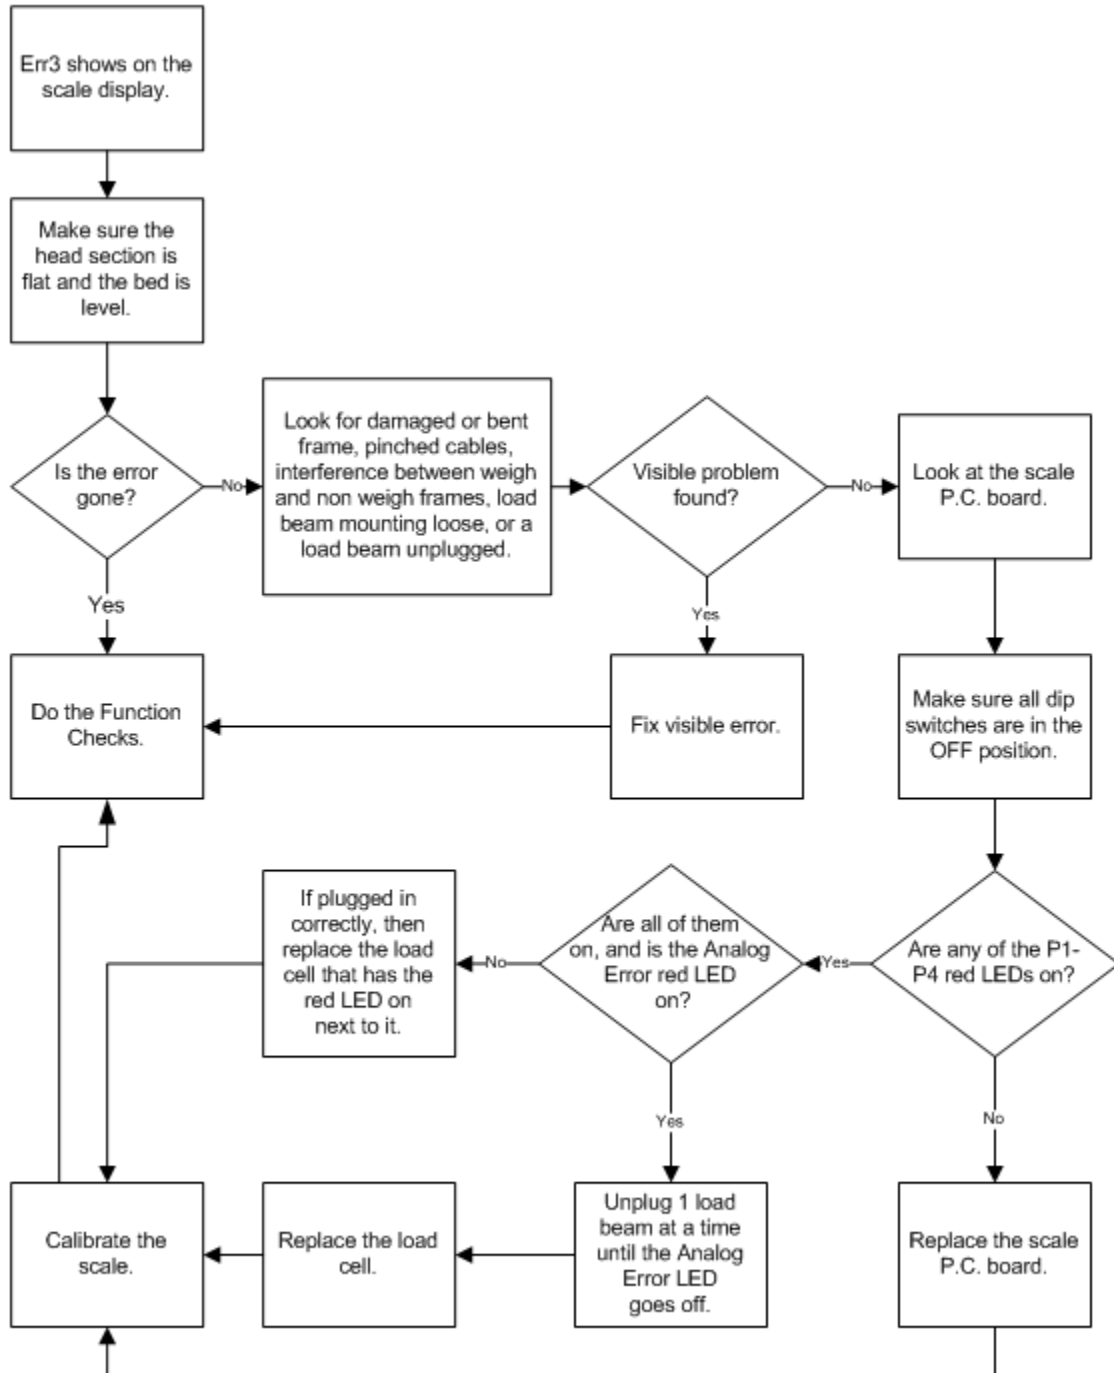 Err3 shows on the
scale display.
Make sure the
head section is
flat and the bed is
level.
Is the error
gone?
No
Look for damaged or bent
frame, pinched cables,
interference between weigh
and non weigh frames, load
beam mounting loose, or a
load beam unplugged.
Visible problem
found?
No
Look at the scale
P.C. board.
Yes
Yes
Do the Function
Checks.
Fix visible error.
Make sure all dip
switches are in the
OFF position.
If plugged in
correctly, then
replace the load
cell that has the
red LED on
next to it.
No
Are all of them
on, and is the Analog
Error red LED
on?
Yes
Are any of the P1-
P4 red LEDs on?
Yes
No
Calibrate the
scale.
Replace the load
cell.
Unplug 1 load
beam at a time
until the Analog
Error LED
goes off.
Replace the scale
P.C. board.